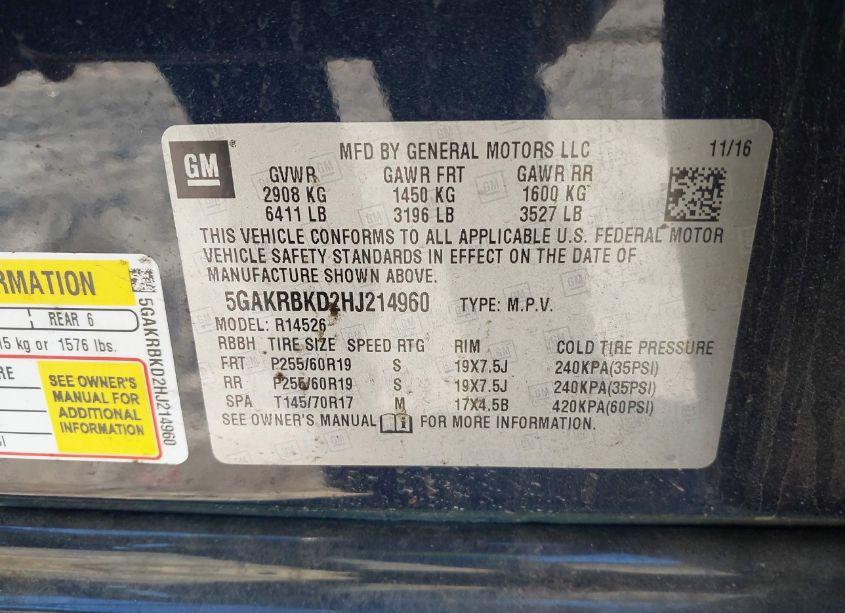 GM
MFD BY GENERAL MOTORS LLC 11/16
GVWR GAWR FRT GAWR RR
2908 KG 1450 KG 1600 KG
6411 LB 3196 LB 3527 LB
THIS VEHICLE CONFORMS TO ALL APPLICABLE U.S. FEDERAL MOTOR
VEHICLE SAFETY STANDARDS IN EFFECT ON THE DATE OF
MANUFACTURE SHOWN ABOVE.
5GAKRBKD2HJ214960 TYPE: M.P.V.
MODEL: R14526
RBBH TIRE SIZE SPEED RTG RIM COLD TIRE PRESSURE
FRT P255/60R19 S 19X7.5J 240KPA(35PSI)
RR P255/60R19 S 19X7.5J 240KPA(35PSI)
SPA T145/70R17 M 17X4.5B 420KPA(60PSI)
SEE OWNER'S MANUAL FOR MORE INFORMATION.
REAR 6
kg or 1576 lbs.
SEE OWNER'S
MANUAL FOR
ADDITIONAL
INFORMATION
5GAKRBKD2HJ214960